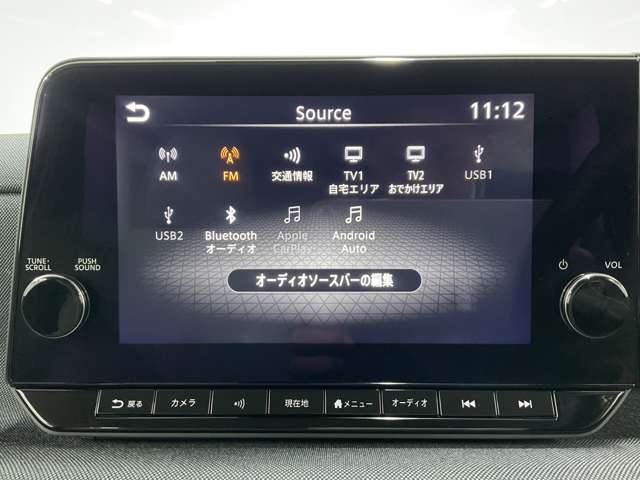 Source
11:12
AM
FM
交通情報
TV1
自宅エリア
TV2
おでかけエリア
USB1
USB2
Bluetooth
オーディオ
Apple
CarPlay
Android
Auto
オーディオソースバーの編集
TUNE・
SCROLL
PUSH
SOUND
VOL
戻る
カメラ
現在地
メニュー
オーディオ